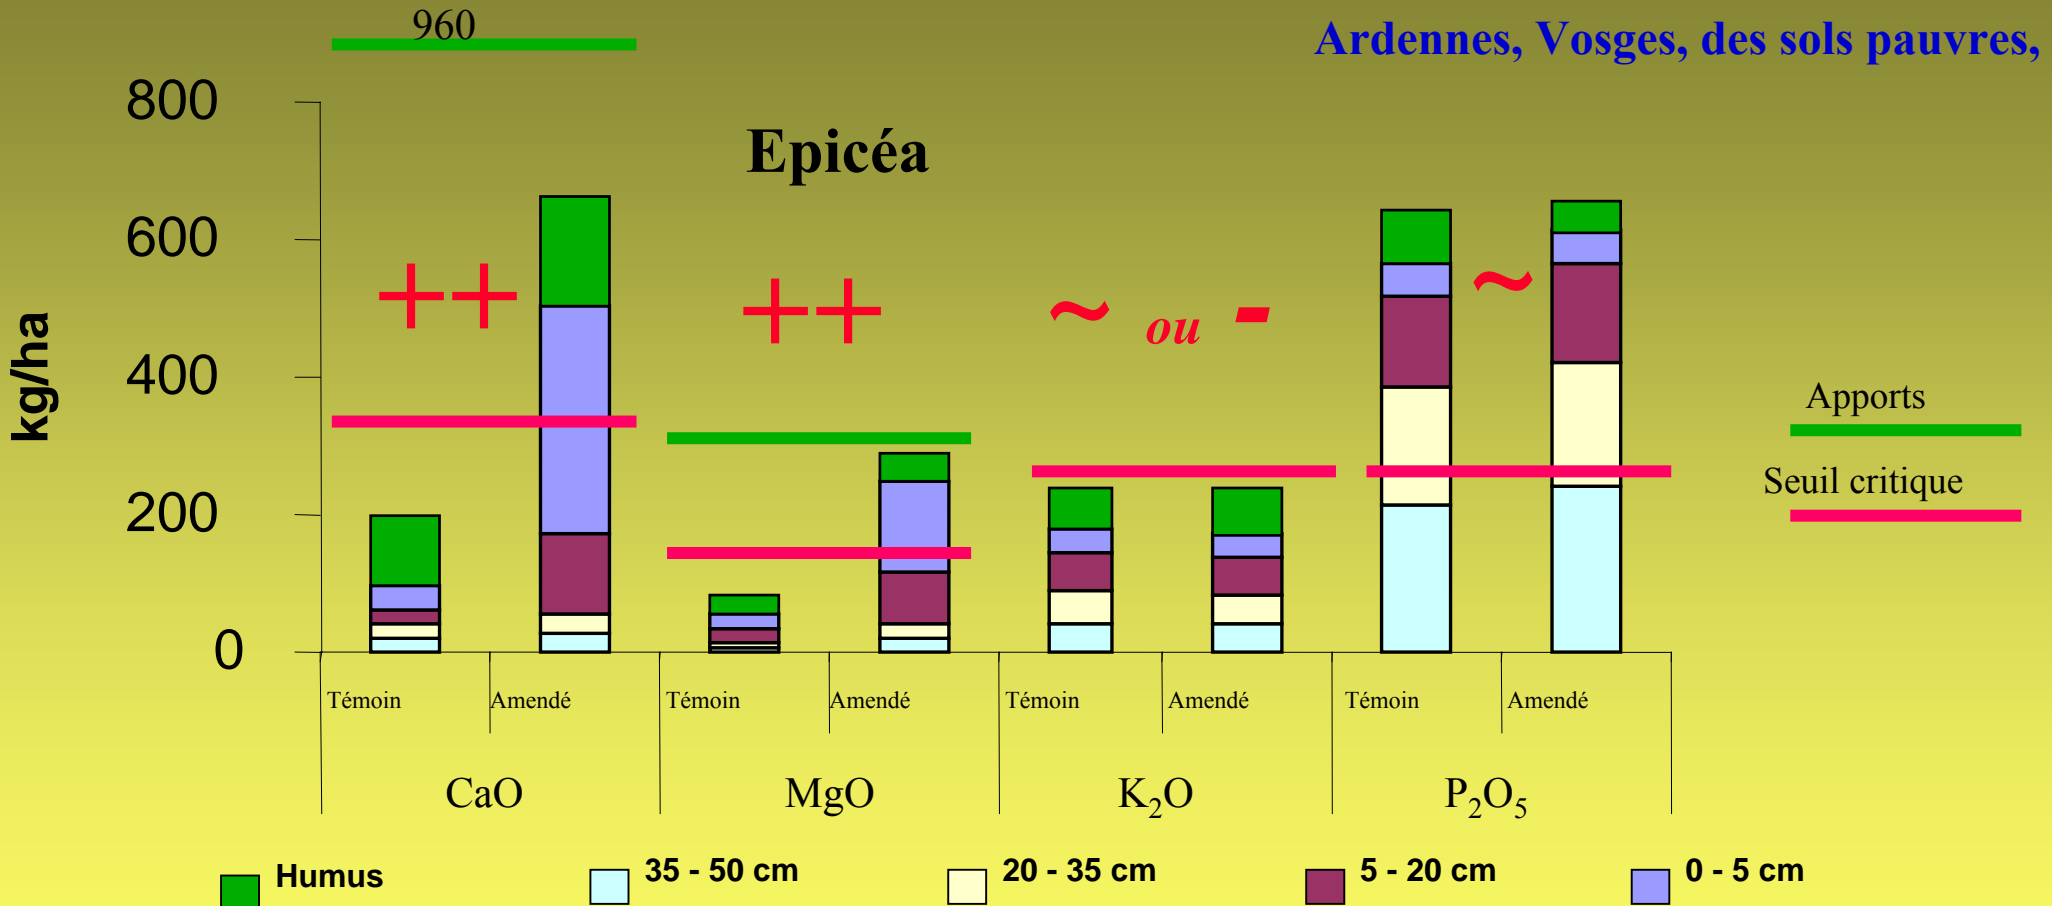 960
Ardennes, Vosges, des sols pauvres,
800
Epicéa
600
++
++
~ ou -
~
400
kg/ha
Apports
Seuil critique
200
0
Témoin Amendé Témoin Amendé Témoin Amendé Témoin Amendé
CaO MgO K₂O P₂O₅
Humus 35 - 50 cm 20 - 35 cm 5 - 20 cm 0 - 5 cm